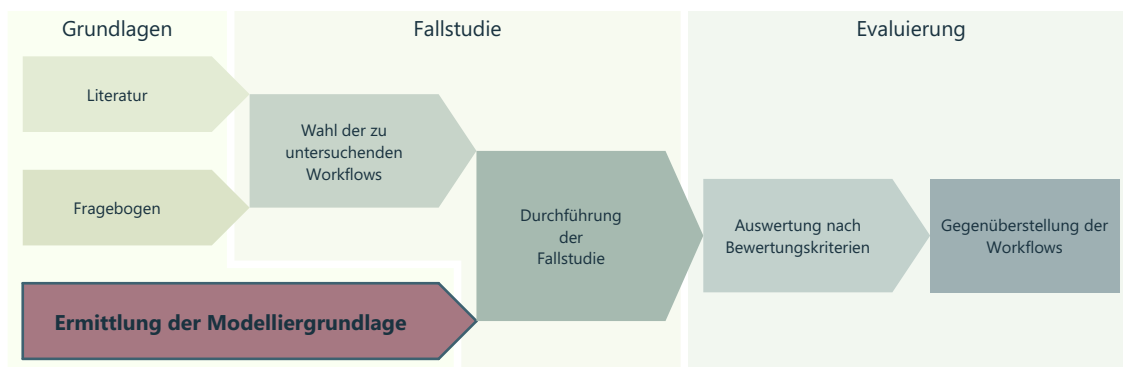 Grundlagen
Fallstudie
Evaluierung
Literatur
Wahl der zu
untersuchenden
Workflows
Fragebogen
Durchführung
der
Fallstudie
Auswertung nach
Bewertungskriterien
Gegenüberstellung der
Workflows
Ermittlung der Modelliergrundlage